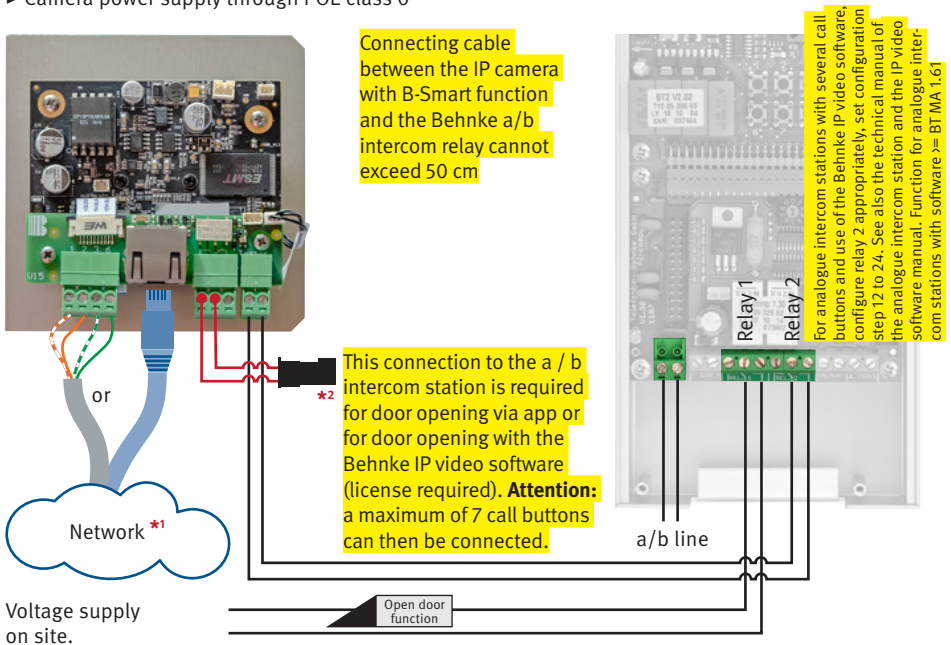 ► Camera power supply through POE class 0
Connecting cable
between the IP camera
with B-Smart function
and the Behnke a/b
intercom relay cannot
exceed 50 cm
For analogue intercom stations with several call
buttons and use of the Behnke IP video software,
configure relay 2 appropriately, set configuration
step 12 to 24. See also the technical manual of
the analogue intercom station and the IP video
software manual. Function for analogue inter-
com stations with software >= BT MA 1.61
BT2 V2.02
ESMT
WE
V15
Relay 1
Relay 2
or
*2
This connection to the a / b
intercom station is required
for door opening via app or
for door opening with the
Behnke IP video software
(license required). Attention:
a maximum of 7 call buttons
can then be connected.
Network *1
a/b line
Open door
function
Voltage supply
on site.